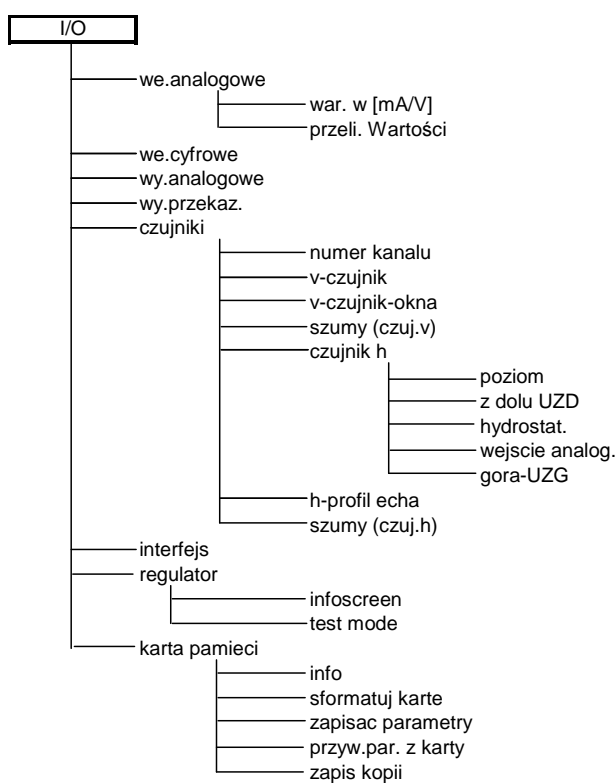 I/O
we.analogowe
war. w [mA/V]
przeli. Wartości
we.cyfrowe
wy.analogowe
wy.przekaz.
czujniki
numer kanalu
v-czujnik
v-czujnik-okna
szumy (czuj.v)
czujnik h
poziom
z dolu UZD
hydrostat.
wejscie analog.
gora-UZG
h-profil echa
szumy (czuj.h)
interfejs
regulator
infoscreen
test mode
karta pamieci
info
sformatuj karte
zapisac parametry
przyw.par. z karty
zapis kopii